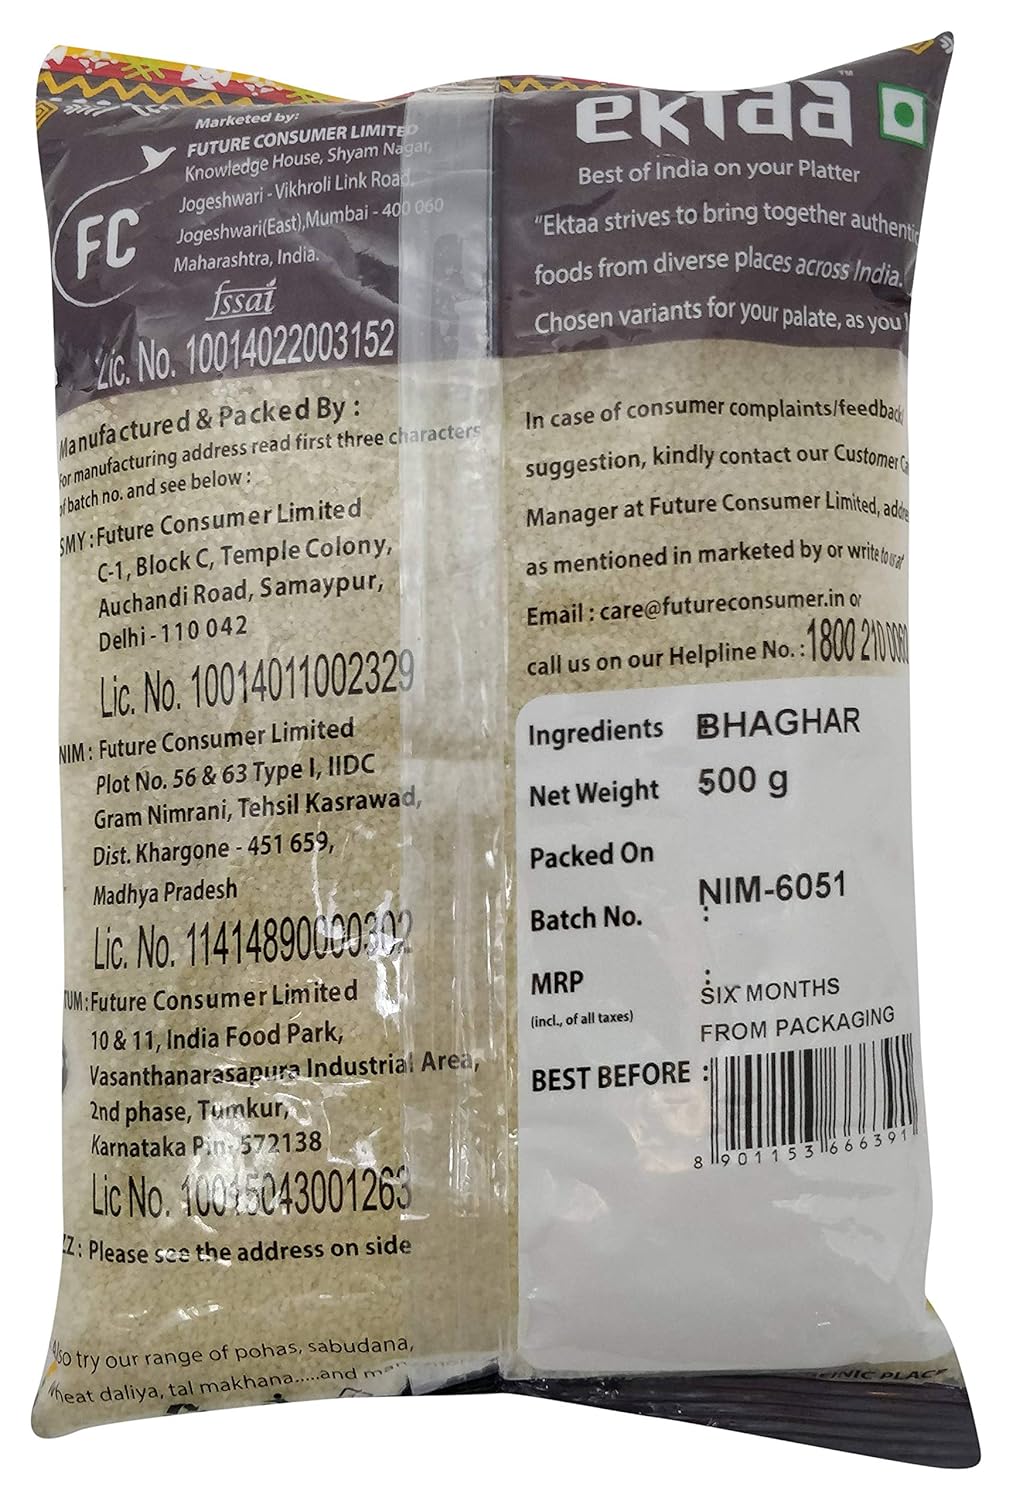 Marketed by:
FUTURE CONSUMER LIMITED
Knowledge House, Shyam Nagar,
Jogeshwari - Vikhroli Link Road,
Jogeshwari(East),Mumbai - 400 060
Maharashtra, India.
FC
fssai
Lic. No. 10014022003152
Manufactured & Packed By :
For manufacturing address read first three characters
of batch no. and see below :
SMY : Future Consumer Limited
C-1, Block C, Temple Colony,
Auchandi Road, Samaypur,
Delhi - 110 042
Lic. No. 10014011002329
NIM : Future Consumer Limited
Plot No. 56 & 63 Type I, IIDC
Gram Nimrani, Tehsil Kasrawad,
Dist. Khargone - 451 659,
Madhya Pradesh
Lic. No. 11414890000302
TUM : Future Consumer Limited
10 & 11, India Food Park,
Vasanthanarasapura Industrial Area,
2nd phase, Tumkur,
Karnataka Pin- 572138
Lic No. 10015043001263
ZZ : Please see the address on side
Also try our range of pohas, sabudana,
wheat daliya, tal makhana.....and
ektaa TM
Best of India on your Platter
"Ektaa strives to bring together authentic
foods from diverse places across India.
Chosen variants for your palate, as you
In case of consumer complaints/feedback/
suggestion, kindly contact our Customer
Manager at Future Consumer Limited,
as mentioned in marketed by or write to us at
Email : care@futureconsumer.in or
call us on our Helpline No. : 1800 210 0060
Ingredients BHAGHAR
Net Weight 500 g
Packed On
Batch No. : NIM-6051
MRP :
(incl., of all taxes)
SIX MONTHS
FROM PACKAGING
BEST BEFORE :
8 901153 666391